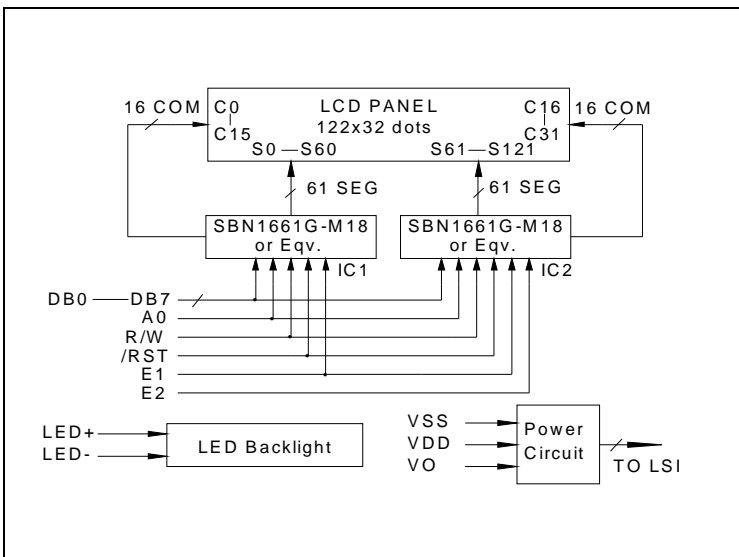 16 COM
C0
C15
LCD PANEL
122x32 dots
C16
C31
16 COM
S0 — S60
S61 — S121
61 SEG
61 SEG
SBN1661G-M18
or Eqv.
SBN1661G-M18
or Eqv.
IC1
IC2
DB0 — DB7
A0
R/W
/RST
E1
E2
LED+
LED-
LED Backlight
VSS
VDD
VO
Power
Circuit
TO LSI